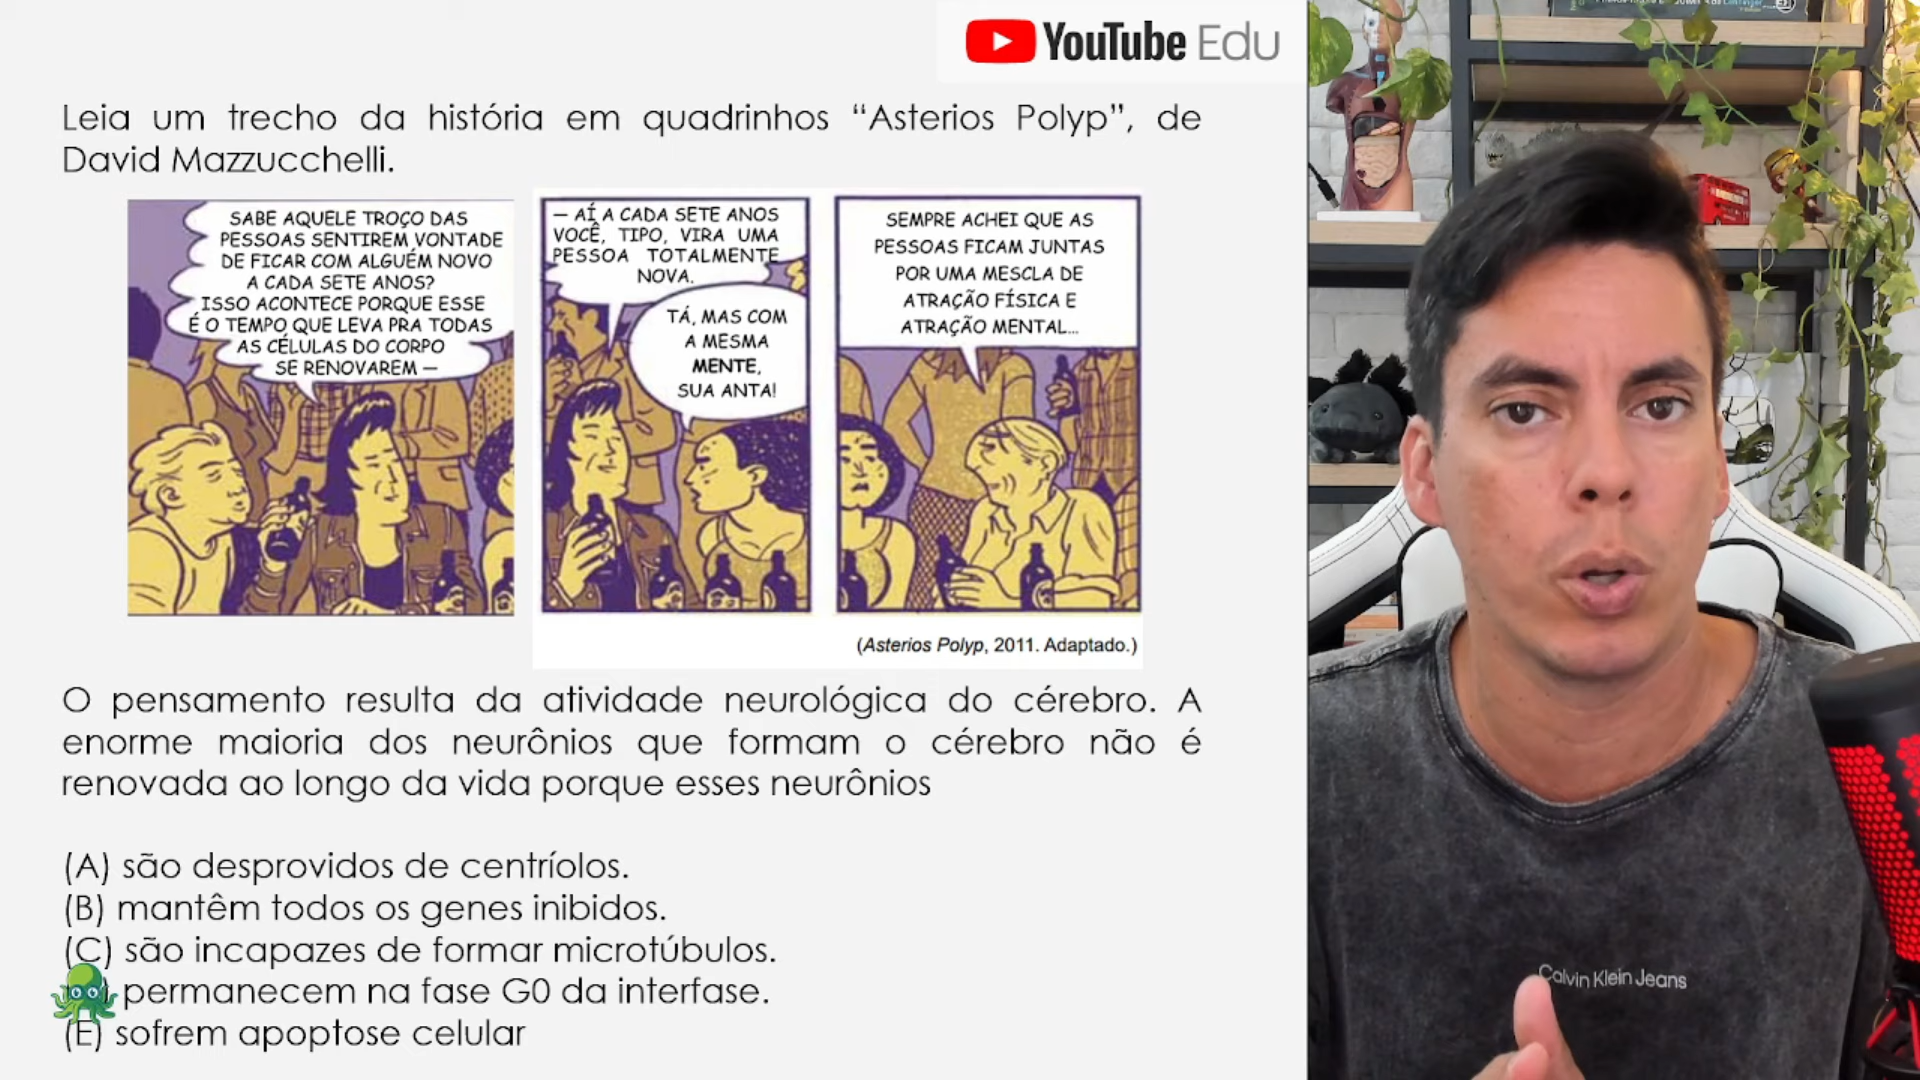 YouTube Edu
Leia um trecho da história em quadrinhos “Asterios Polyp”, de
David Mazzucchelli.
SABE AQUELE TROÇO DAS
PESSOAS SENTIREM VONTADE
DE FICAR COM ALGUÉM NOVO
A CADA SETE ANOS?
ISSO ACONTECE PORQUE ESSE
É O TEMPO QUE LEVA PRA TODAS
AS CÉLULAS DO CORPO
SE RENOVAREM —
— AÍ A CADA SETE ANOS
VOCÊ, TIPO, VIRA UMA
PESSOA TOTALMENTE
NOVA.
TÁ, MAS COM
A MESMA
MENTE,
SUA ANTA!
SEMPRE ACHEI QUE AS
PESSOAS FICAM JUNTAS
POR UMA MESCLA DE
ATRAÇÃO FÍSICA E
ATRAÇÃO MENTAL...
(Asterios Polyp, 2011. Adaptado.)
O pensamento resulta da atividade neurológica do cérebro. A
enorme maioria dos neurônios que formam o cérebro não é
renovada ao longo da vida porque esses neurônios
(A) são desprovidos de centríolos.
(B) mantêm todos os genes inibidos.
(C) são incapazes de formar microtúbulos.
) permanecem na fase G0 da interfase.
(E) sofrem apoptose celular
Calvin Klein Jeans